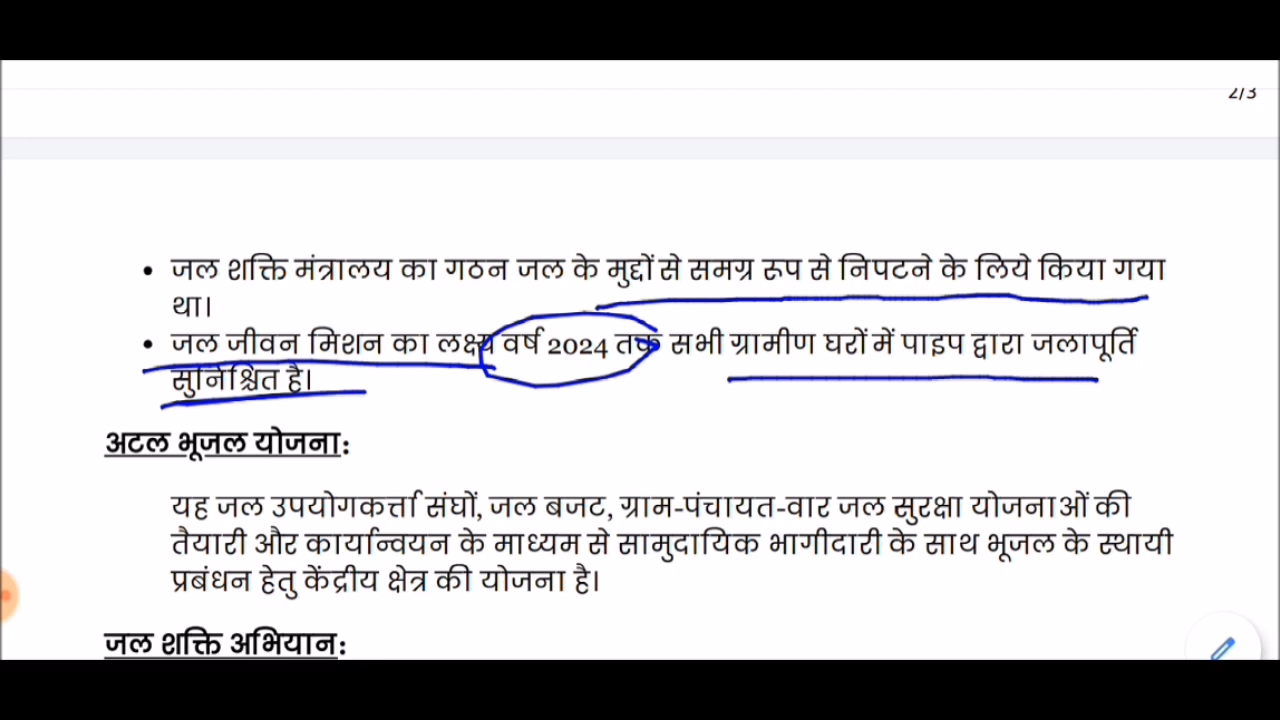 2/3
• जल शक्ति मंत्रालय का गठन जल के मुद्दों से समग्र रूप से निपटने के लिये किया गया
था।
• जल जीवन मिशन का लक्ष्य वर्ष 2024 तक सभी ग्रामीण घरों में पाइप द्वारा जलापूर्ति
सुनिश्चित है।
अटल भूजल योजना:
यह जल उपयोगकर्त्ता संघों, जल बजट, ग्राम-पंचायत-वार जल सुरक्षा योजनाओं की
तैयारी और कार्यान्वयन के माध्यम से सामुदायिक भागीदारी के साथ भूजल के स्थायी
प्रबंधन हेतु केंद्रीय क्षेत्र की योजना है।
जल शक्ति अभियान: